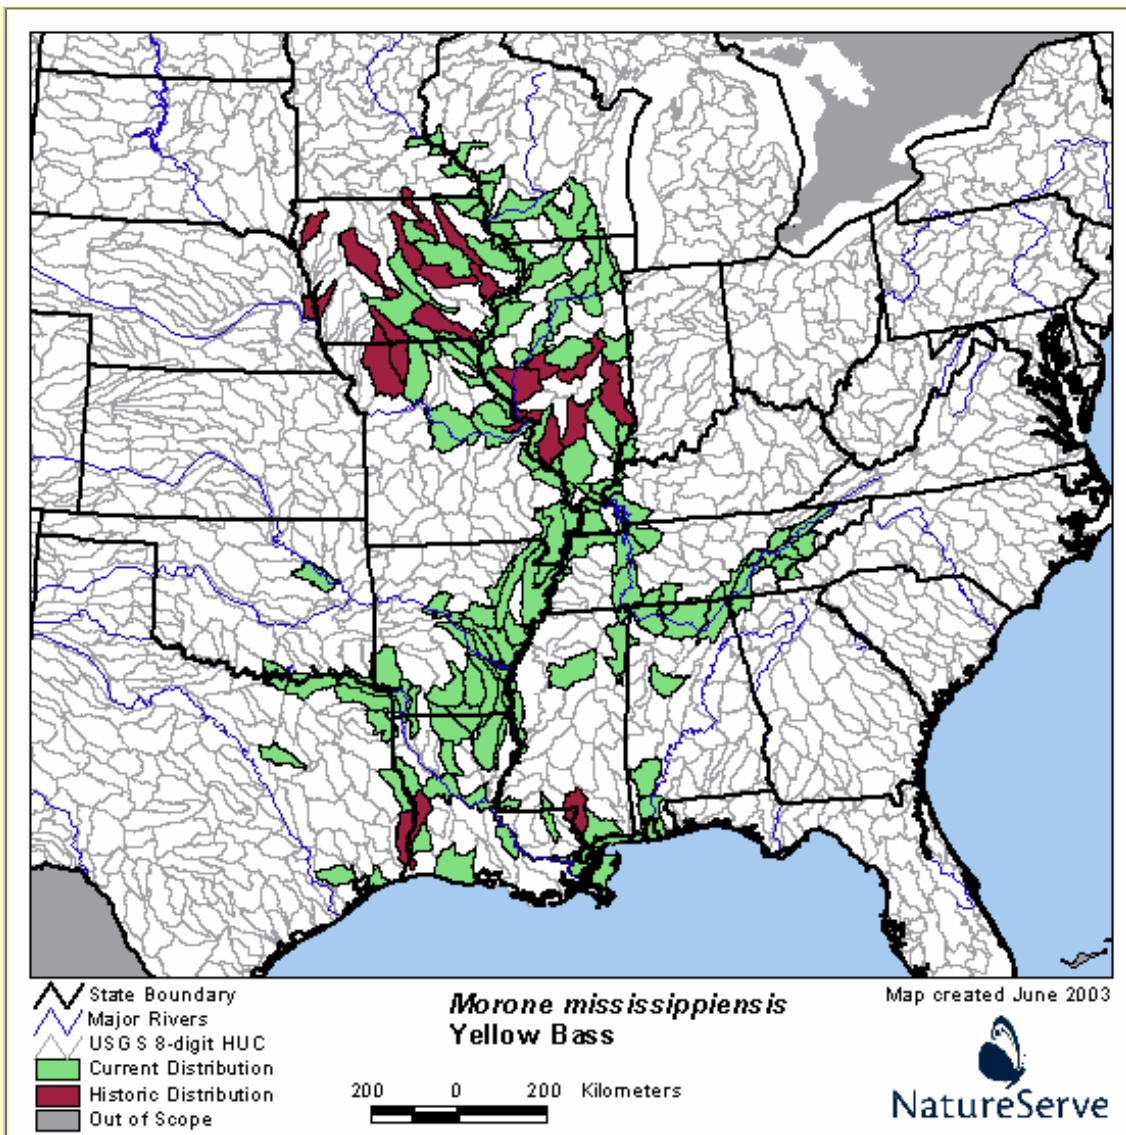 State Boundary
Major Rivers
USGS 8-digit HUC
Current Distribution
Historic Distribution
Out of Scope
Morone mississippiensis
Yellow Bass
200 0 200 Kilometers
Map created June 2003
NatureServe